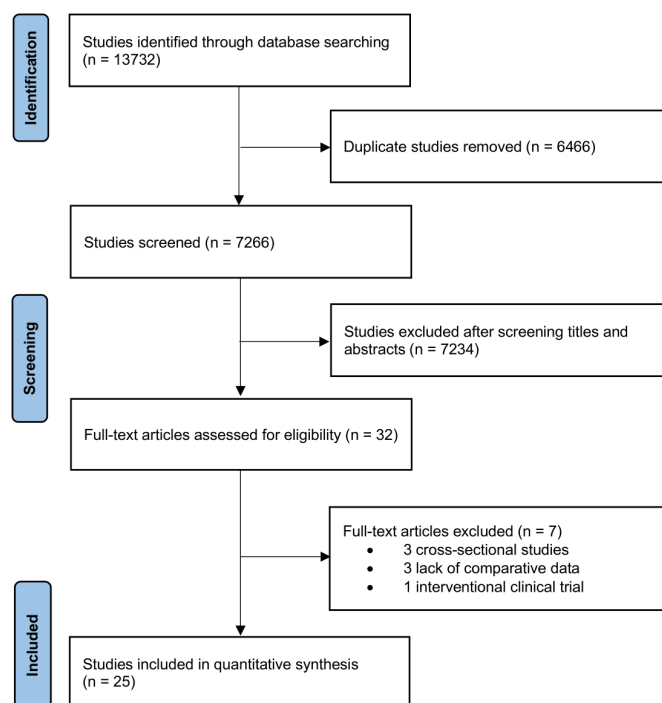 Identification
Studies identified through database searching
(n = 13732)
Duplicate studies removed (n = 6466)
Studies screened (n = 7266)
Screening
Studies excluded after screening titles and
abstracts (n = 7234)
Full-text articles assessed for eligibility (n = 32)
Full-text articles excluded (n = 7)
• 3 cross-sectional studies
• 3 lack of comparative data
• 1 interventional clinical trial
Included
Studies included in quantitative synthesis
(n = 25)